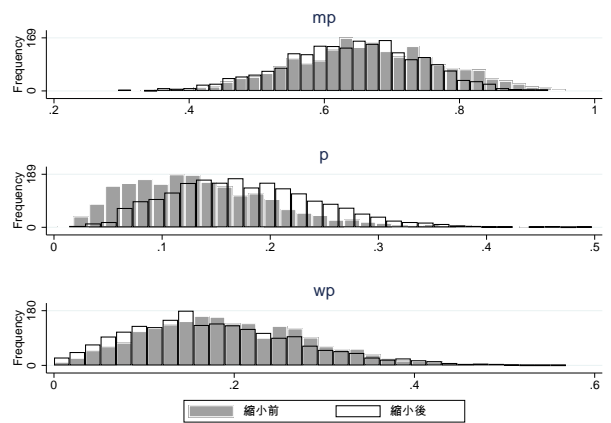 mp
Frequency
0 169
.2 .4 .6 .8 1
p
Frequency
0 189
0 .1 .2 .3 .4 .5
wp
Frequency
0 180
0 .2 .4 .6
縮小前 縮小後